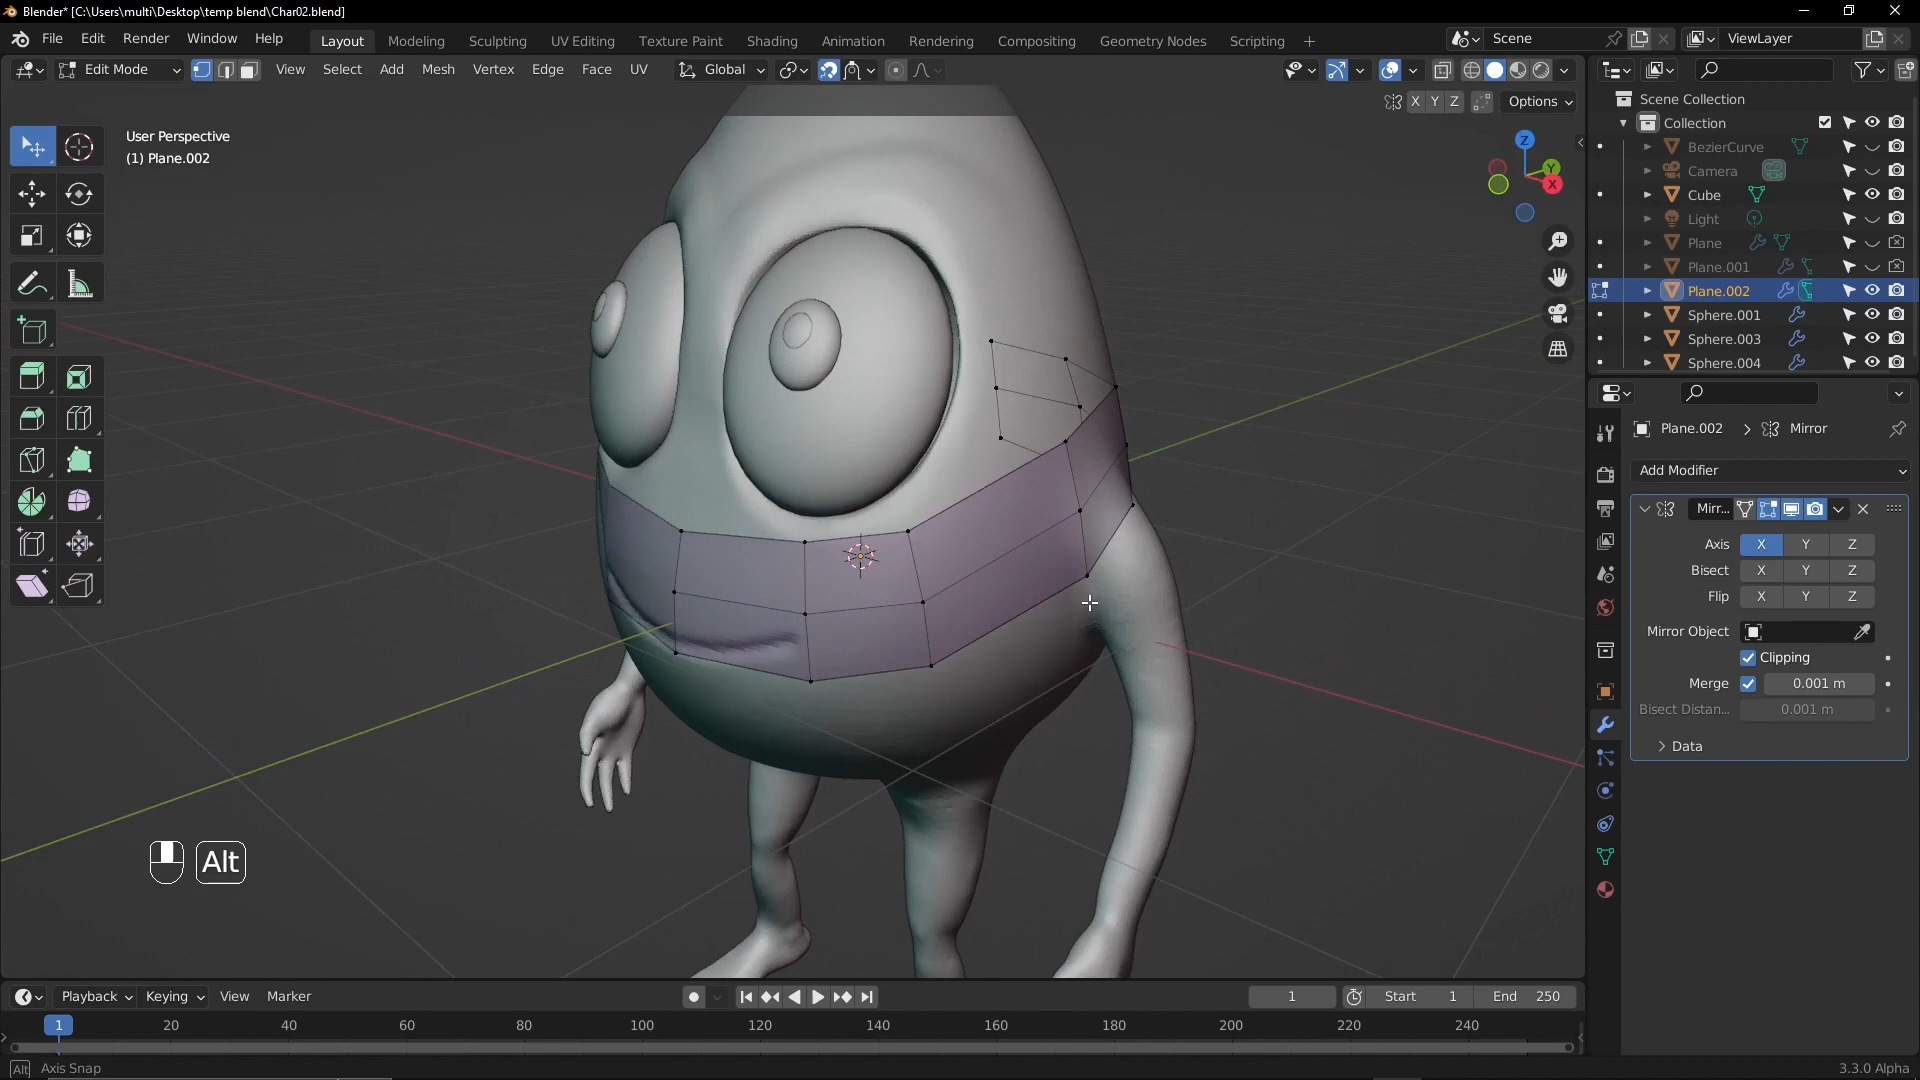 Blender* [C:\Users\multi\Desktop\temp blend\Char02.blend]
File Edit Render Window Help
Layout Modeling Sculpting UV Editing Texture Paint Shading Animation Rendering Compositing Geometry Nodes Scripting +
Scene
ViewLayer
Edit Mode
View Select Add Mesh Vertex Edge Face UV
Global
X Y Z
Options
User Perspective
(1) Plane.002
Z
Y
X
Scene Collection
Collection
BezierCurve
Camera
Cube
Light
Plane
Plane.001
Plane.002
Sphere.001
Sphere.003
Sphere.004
Plane.002 > Mirror
Add Modifier
Mirr...
Axis X Y Z
Bisect X Y Z
Flip X Y Z
Mirror Object
Clipping
Merge 0.001 m
Bisect Distan... 0.001 m
Data
Alt
Playback Keying View Marker
1
Start 1
End 250
1 20 40 60 80 100 120 140 160 180 200 220 240
Alt Axis Snap
3.3.0 Alpha